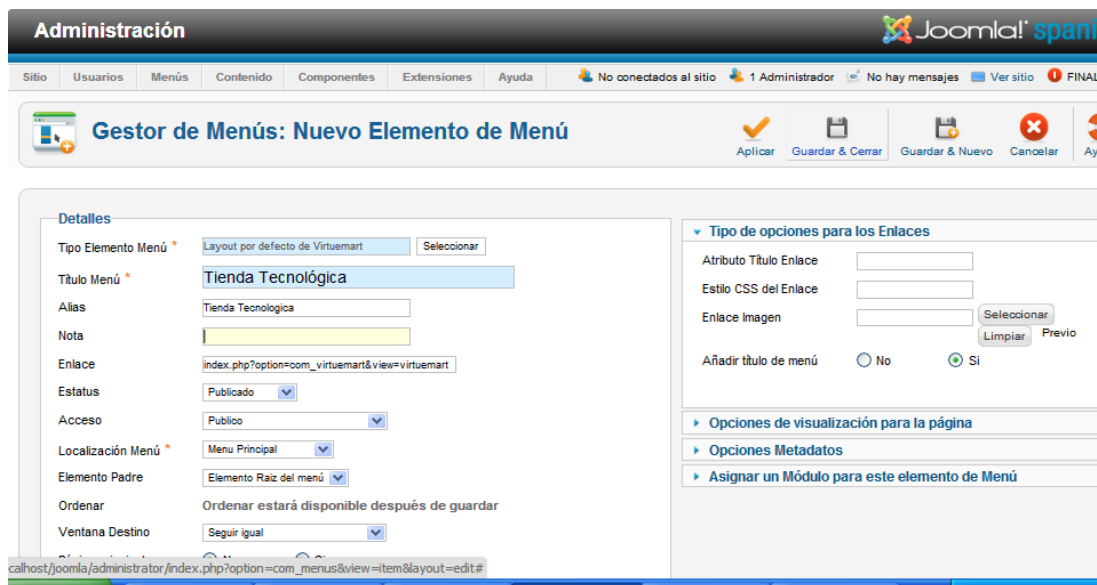 Administración
Joomla!
Sitio Usuarios Menús Contenido Componentes Extensiones Ayuda No conectados al sitio 1 Administrador No hay mensajes Ver sitio
Gestor de Menús: Nuevo Elemento de Menú
Aplicar Guardar & Cerrar Guardar & Nuevo Cancelar
Detalles
Tipo Elemento Menú * Layout por defecto de Virtuemart Seleccionar
Título Menú * Tienda Tecnológica
Alias Tienda Tecnologica
Nota
Enlace index.php?option=com_virtuemart&view=virtuemart
Estatus Publicado
Acceso Publico
Localización Menú * Menu Principal
Elemento Padre Elemento Raiz del menú
Ordenar Ordenar estará disponible después de guardar
Ventana Destino Seguir igual
Tipo de opciones para los Enlaces
Atributo Título Enlace
Estilo CSS del Enlace
Enlace Imagen Seleccionar
Limpiar Previo
Añadir título de menú No Si
Opciones de visualización para la página
Opciones Metadatos
Asignar un Módulo para este elemento de Menú
calhost/joomla/administrator/index.php?option=com_menus&view=item&layout=edit#